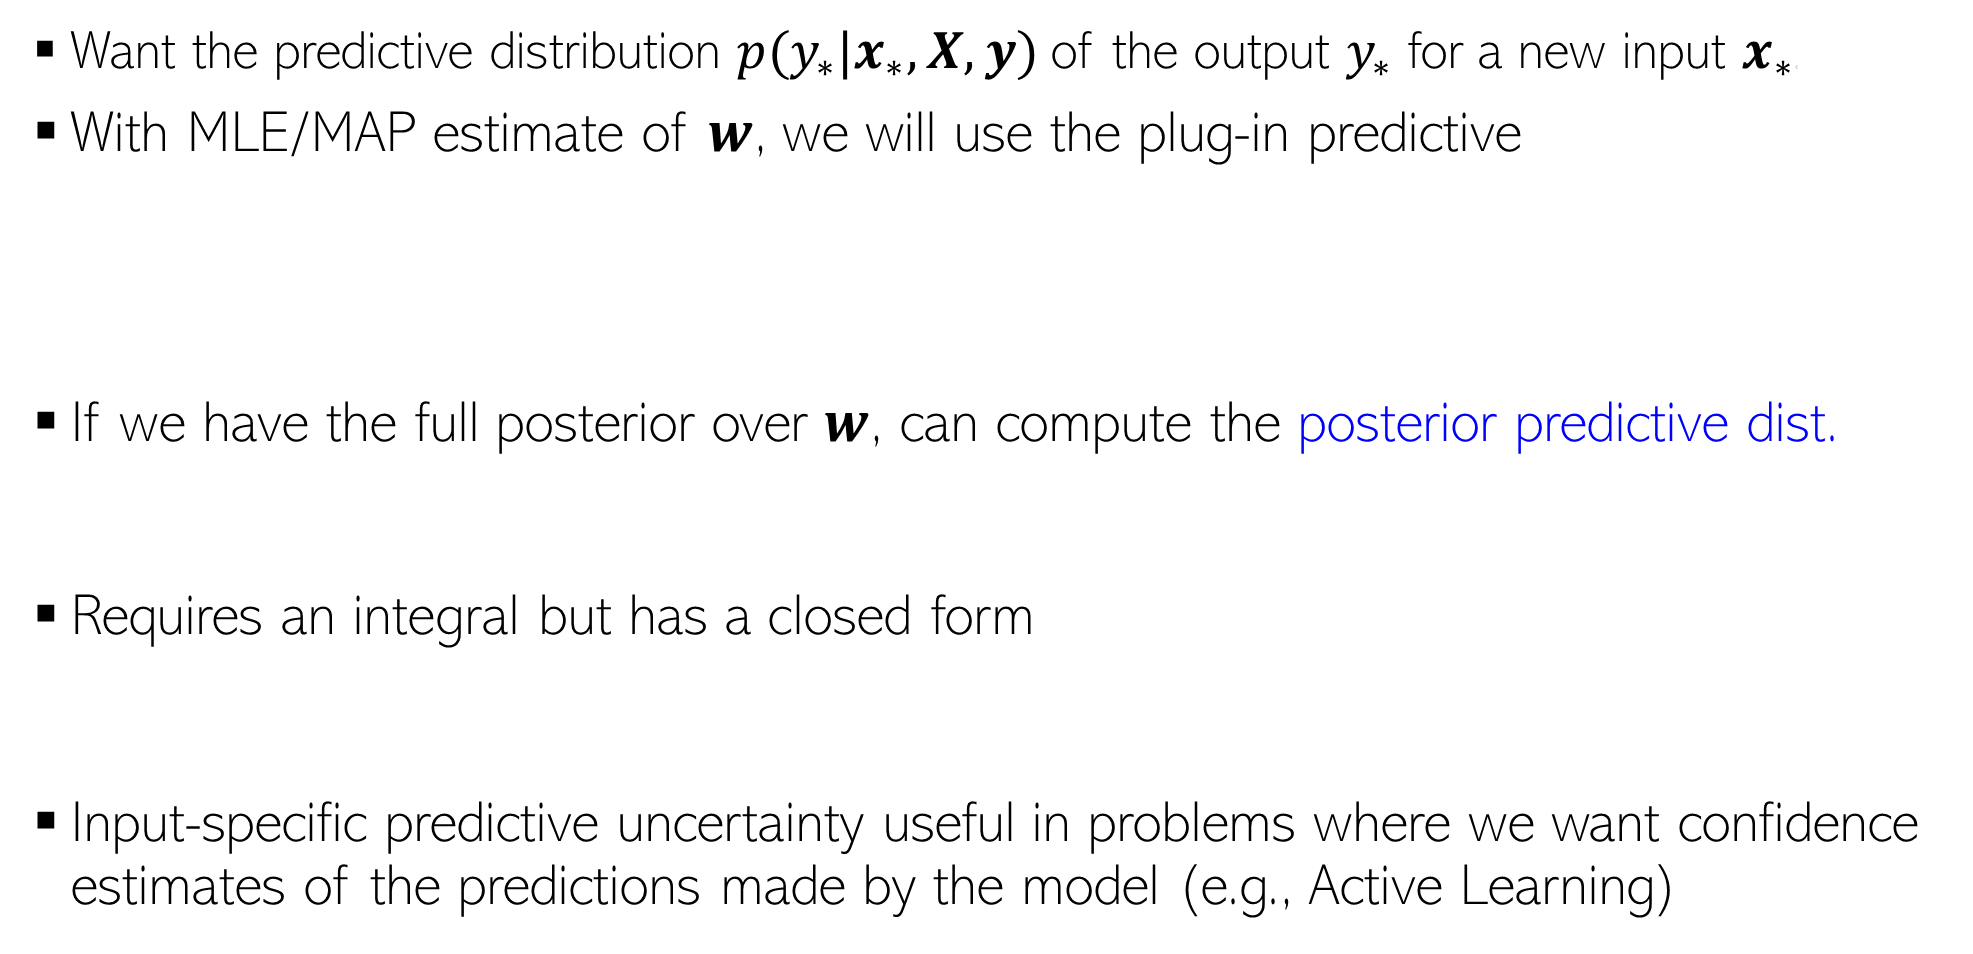 ▪ Want the predictive distribution p(y∗|x∗, X, y) of the output y∗ for a new input x∗
▪ With MLE/MAP estimate of w, we will use the plug-in predictive
▪ If we have the full posterior over w, can compute the posterior predictive dist.
▪ Requires an integral but has a closed form
▪ Input-specific predictive uncertainty useful in problems where we want confidence
estimates of the predictions made by the model (e.g., Active Learning)